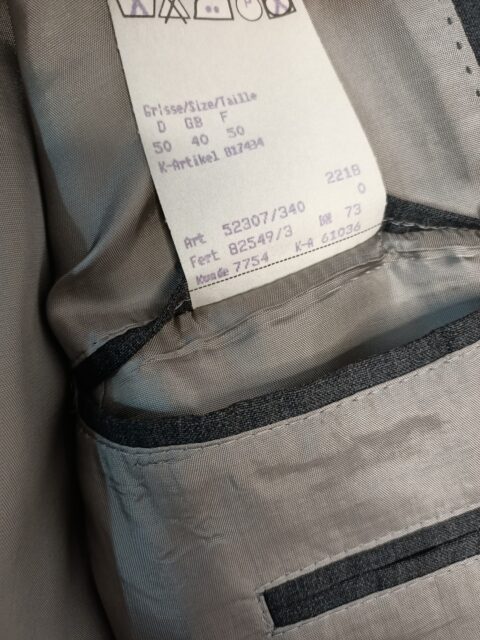 P
Grösse/Size/Taille
D GB F
50 40 50
K-Artikel 817434
2218
Art 52307/340 0
Fert 82549/3 73
Kunde 7754 K-A 61036